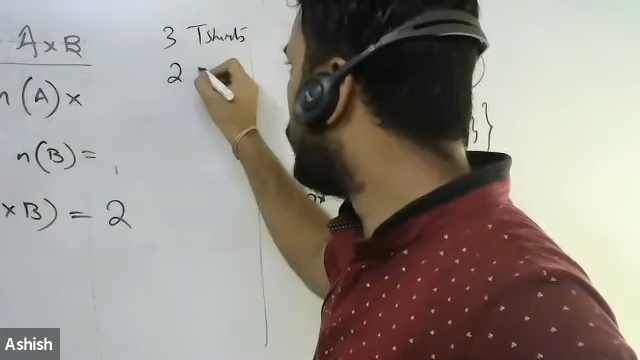 A×B
n(A) ×
n(B) =
×B) = 2
3 Tshirts
2
}
Ashish